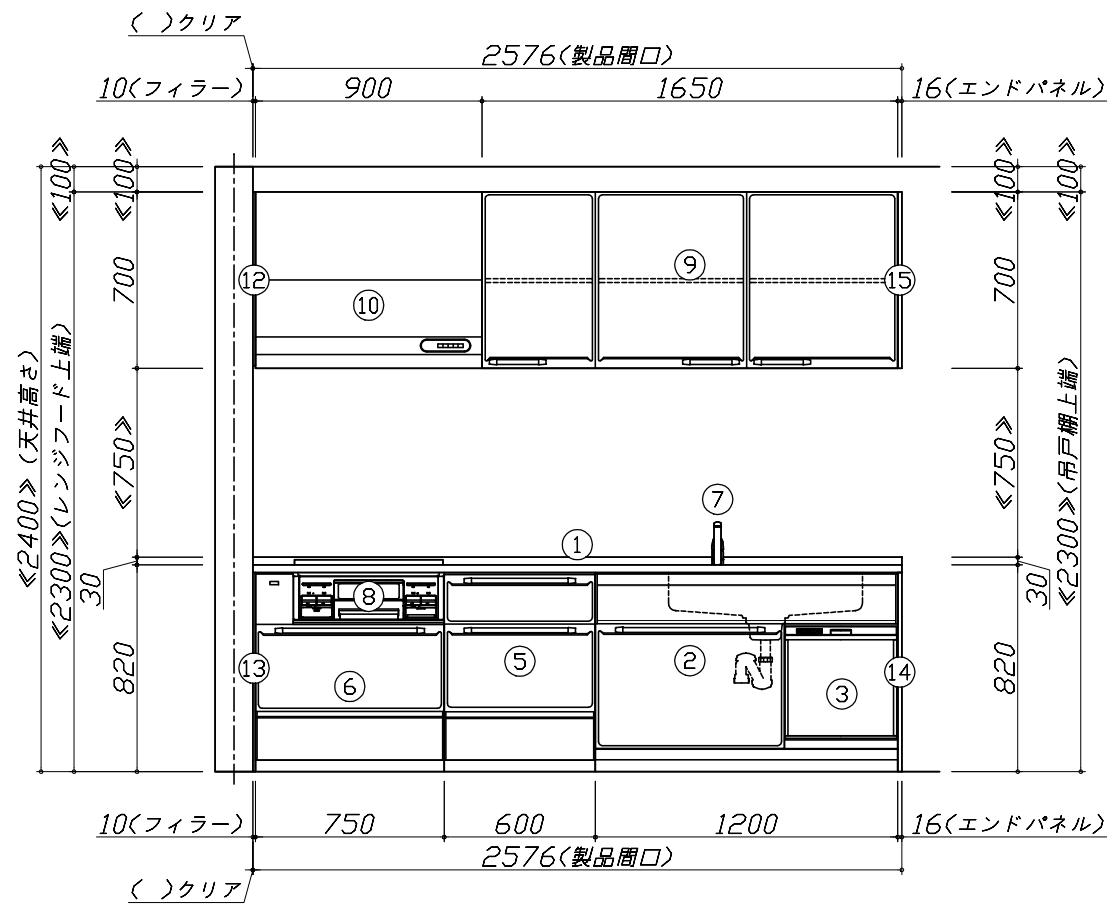 ( )クリア
2576(製品間口)
10(フィラー)
900
1650
16(エンドパネル)
≪100≫
≪100≫
≪100≫
≪100≫
700
700
12
9
15
10
≪2400≫(天井高さ)
≪2300≫(レンジフード上端)
≪750≫
≪750≫
≪2300≫(吊戸棚上端)
7
1
30
30
8
820
820
13
6
5
2
3
14
10(フィラー)
750
600
1200
16(エンドパネル)
2576(製品間口)
( )クリア